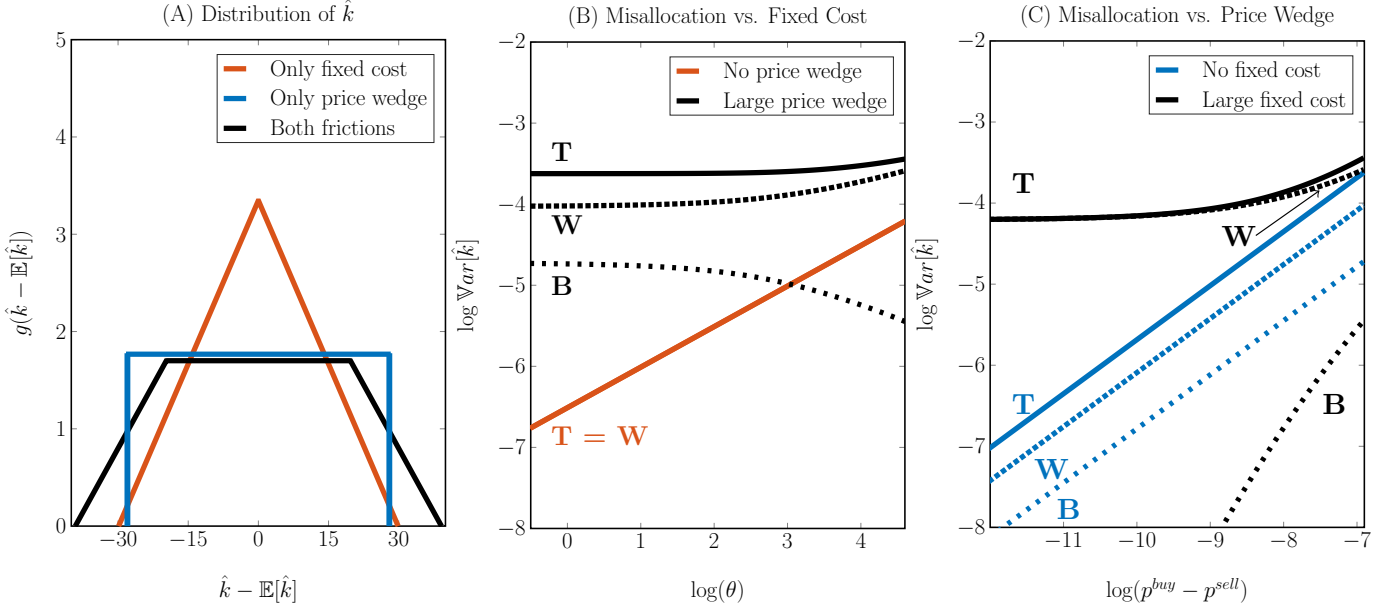 (A) Distribution of k̂
5
4
3
2
1
0
−30
−15
0
15
30
g(k̂ − 𝔼[k̂])
k̂ − 𝔼[k̂]
Only fixed cost
Only price wedge
Both frictions
(B) Misallocation vs. Fixed Cost
−2
−3
−4
−5
−6
−7
−8
0
1
2
3
4
log 𝕍ar[k̂]
log(θ)
No price wedge
Large price wedge
T
W
B
T = W
(C) Misallocation vs. Price Wedge
−2
−3
−4
−5
−6
−7
−8
−11
−10
−9
−8
−7
log 𝕍ar[k̂]
log(p^buy − p^sell)
No fixed cost
Large fixed cost
T
W
T
W
B
B